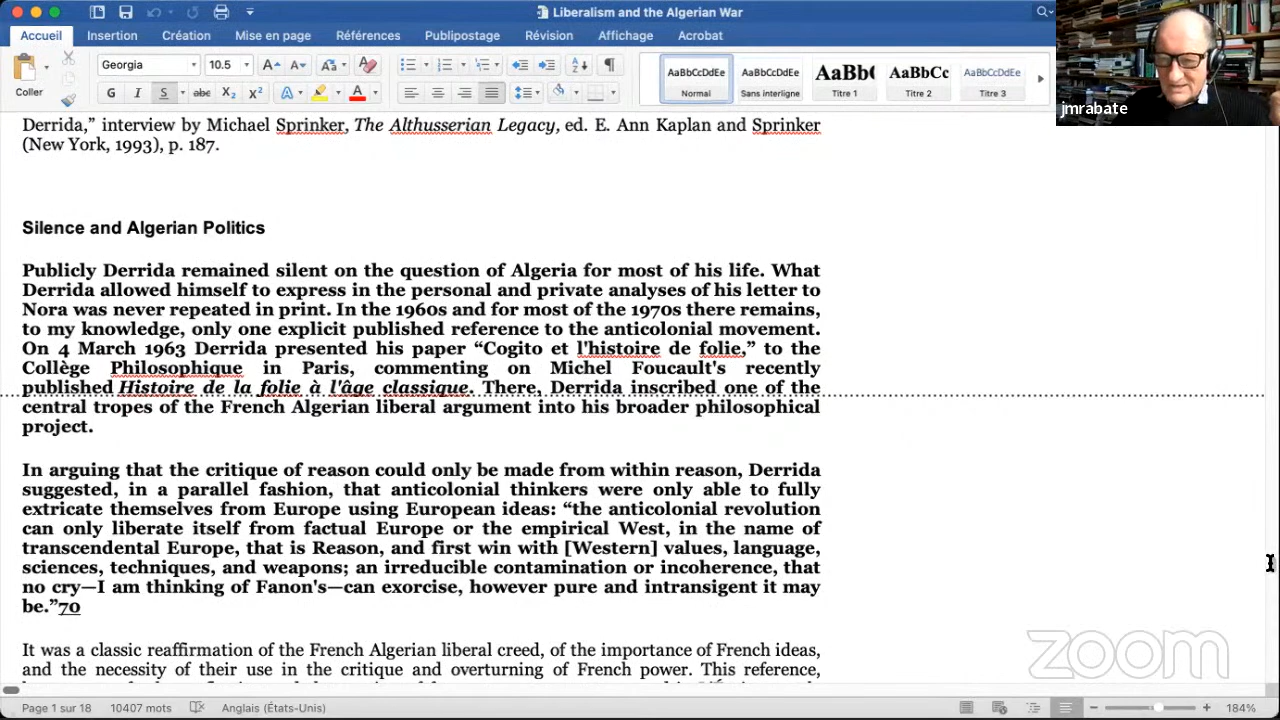 Liberalism and the Algerian War
Accueil Insertion Création Mise en page Références Publipostage Révision Affichage Acrobat
Coller
Georgia 10.5
G I S abc X₂ X² A A
AaBbCcDdEe AaBbCcDdEe AaBb( AaBbCc AaBbCcDdEe
Normal Sans interligne Titre 1 Titre 2 Titre 3
jmrabate
Derrida,” interview by Michael Sprinker, The Althusserian Legacy, ed. E. Ann Kaplan and Sprinker
(New York, 1993), p. 187.
Silence and Algerian Politics
Publicly Derrida remained silent on the question of Algeria for most of his life. What
Derrida allowed himself to express in the personal and private analyses of his letter to
Nora was never repeated in print. In the 1960s and for most of the 1970s there remains,
to my knowledge, only one explicit published reference to the anticolonial movement.
On 4 March 1963 Derrida presented his paper “Cogito et l'histoire de folie,” to the
Collège Philosophique in Paris, commenting on Michel Foucault's recently
published Histoire de la folie à l'âge classique. There, Derrida inscribed one of the
central tropes of the French Algerian liberal argument into his broader philosophical
project.
In arguing that the critique of reason could only be made from within reason, Derrida
suggested, in a parallel fashion, that anticolonial thinkers were only able to fully
extricate themselves from Europe using European ideas: “the anticolonial revolution
can only liberate itself from factual Europe or the empirical West, in the name of
transcendental Europe, that is Reason, and first win with [Western] values, language,
sciences, techniques, and weapons; an irreducible contamination or incoherence, that
no cry—I am thinking of Fanon's—can exorcise, however pure and intransigent it may
be.”70
It was a classic reaffirmation of the French Algerian liberal creed, of the importance of French ideas,
and the necessity of their use in the critique and overturning of French power. This reference,
zoom
Page 1 sur 18 10407 mots Anglais (États-Unis) 184%